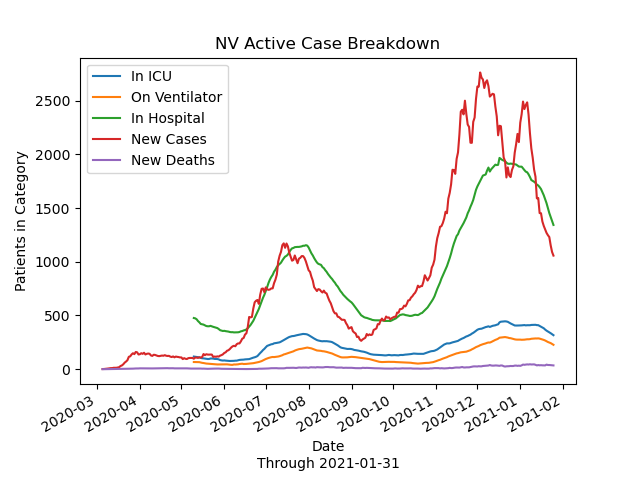 NV Active Case Breakdown
In ICU
On Ventilator
In Hospital
New Cases
New Deaths
Patients in Category
2500
2000
1500
1000
500
0
2020-03
2020-04
2020-05
2020-06
2020-07
2020-08
2020-09
2020-10
2020-11
2020-12
2021-01
2021-02
Date
Through 2021-01-31